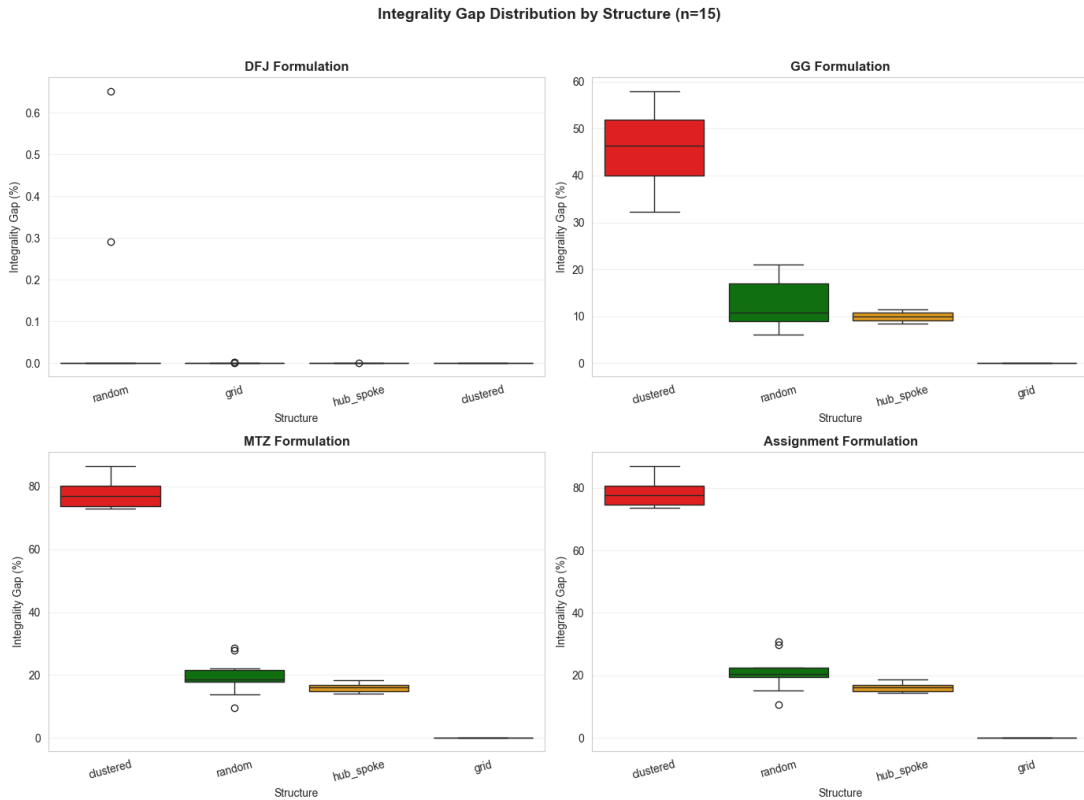 Integrality Gap Distribution by Structure (n=15)
DFJ Formulation
Integrality Gap (%)
0.6
0.5
0.4
0.3
0.2
0.1
0.0
random
grid
hub_spoke
clustered
Structure
GG Formulation
Integrality Gap (%)
60
50
40
30
20
10
0
clustered
random
hub_spoke
grid
Structure
MTZ Formulation
Integrality Gap (%)
80
60
40
20
0
clustered
random
hub_spoke
grid
Structure
Assignment Formulation
Integrality Gap (%)
80
60
40
20
0
clustered
random
hub_spoke
grid
Structure